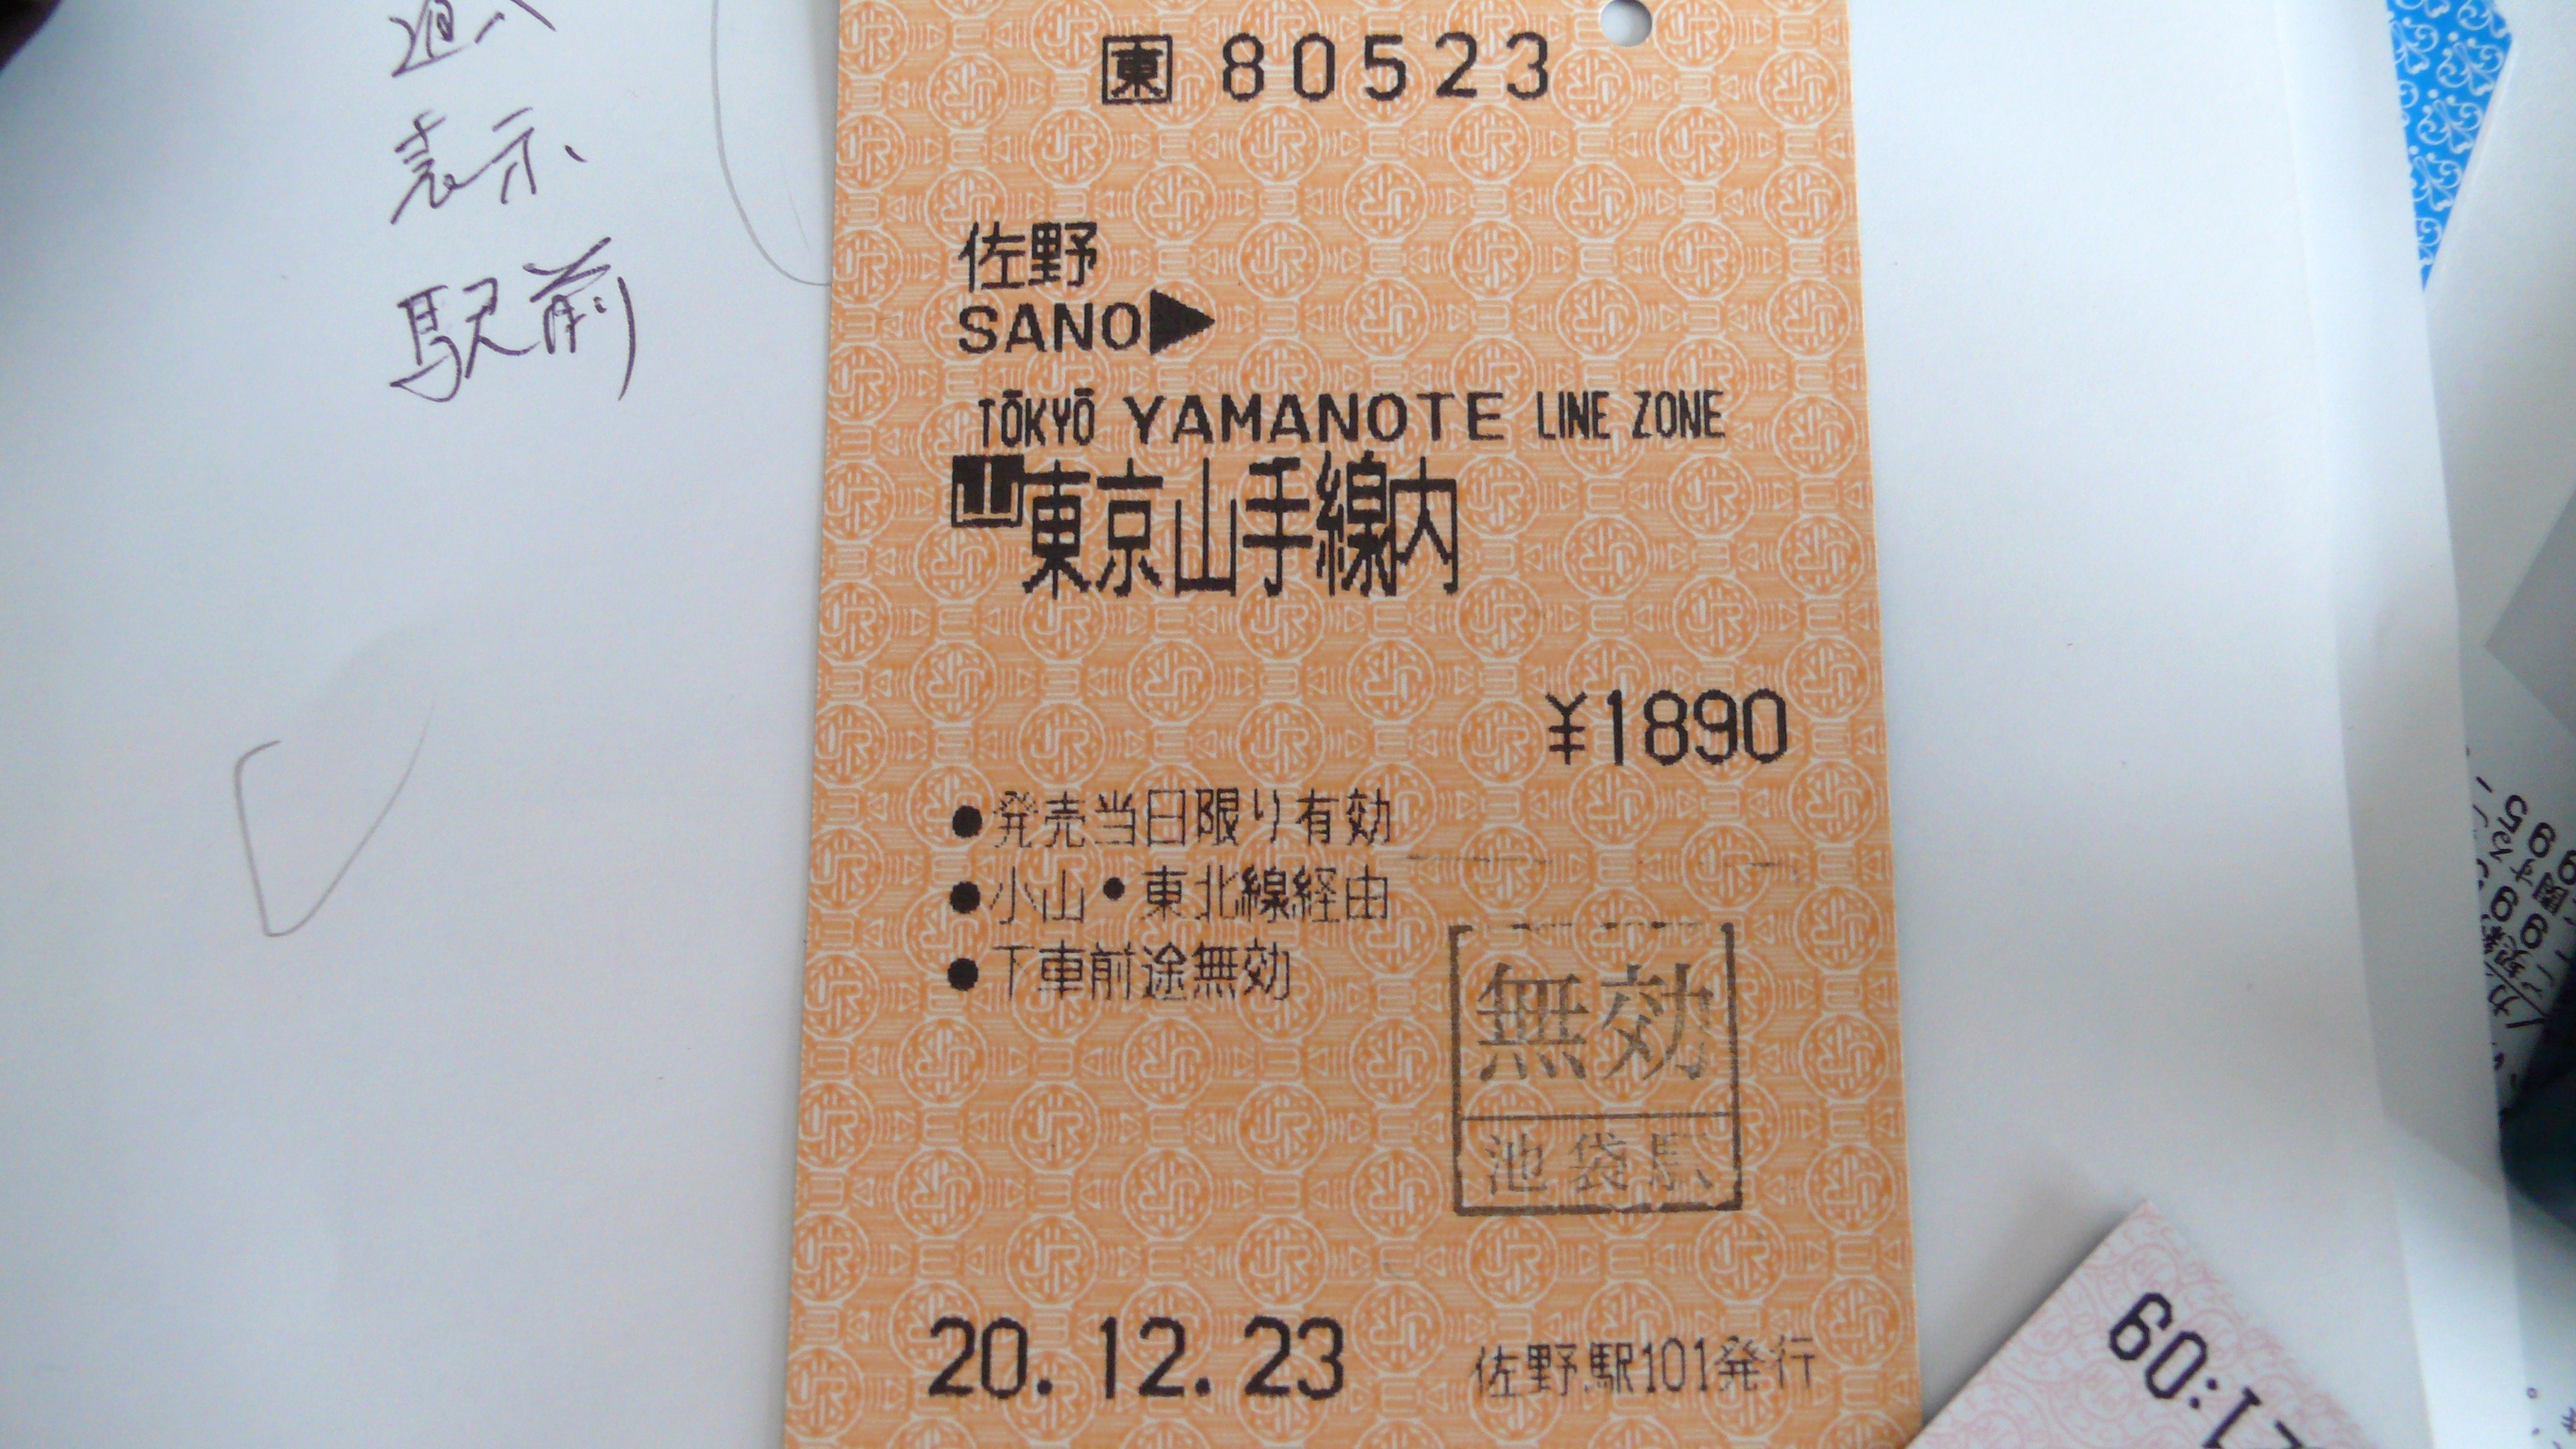 表示
駅前
東 80523
佐野
SANO▶
TŌKYŌ YAMANOTE LINE ZONE
山 東京山手線内
¥1890
●発売当日限り有効
●小山・東北線経由
●下車前途無効
無効
池袋駅
20.12.23 佐野駅101発行